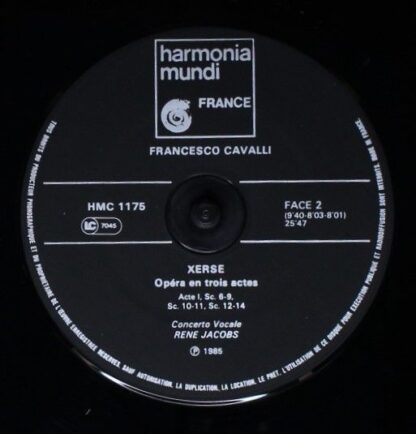 harmonia
mundi
FRANCE
FRANCESCO CAVALLI
HMC 1175
LC 7045
FACE 2
(9'40-8'03-8'01)
25'47
XERSE
Opéra en trois actes
Acte I, Sc. 6-9,
Sc. 10-11, Sc. 12-14
Concerto Vocale
RENE JACOBS
℗ 1985
TOUS DROITS DU PRODUCTEUR PHONOGRAPHIQUE ET DU PROPRIETAIRE DE L'ŒUVRE ENREGISTREE RESERVES. SAUF AUTORISATION, LA DUPLICATION, LA LOCATION, LE PRET, L'UTILISATION DE CE DISQUE POUR EXECUTION PUBLIQUE ET RADIODIFFUSION SONT INTERDITES. MADE IN FRANCE.